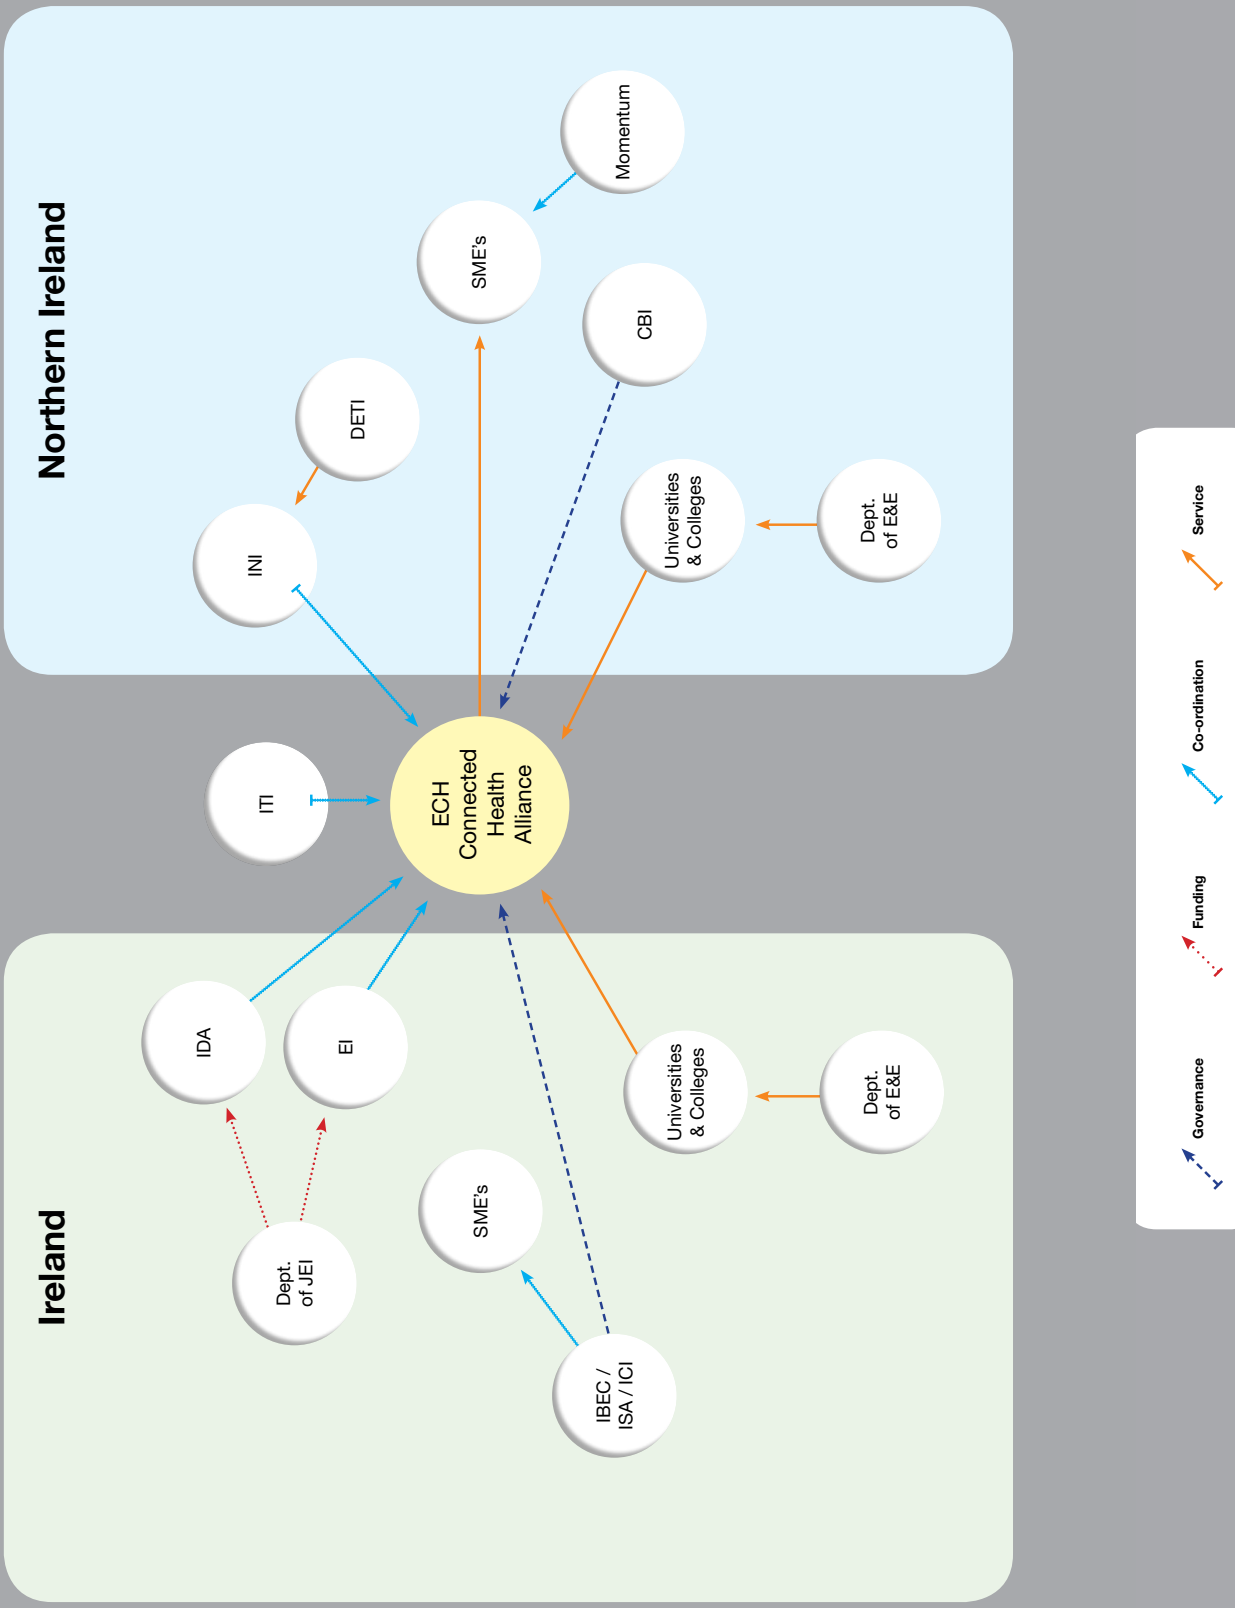 Ireland
Northern Ireland
IDA
EI
Dept.
of JEI
SME's
IBEC /
ISA / ICI
Universities
& Colleges
Dept.
of E&E
ITI
ECH
Connected
Health
Alliance
INI
DETI
SME's
Momentum
CBI
Universities
& Colleges
Dept.
of E&E
Governance
Funding
Co-ordination
Service